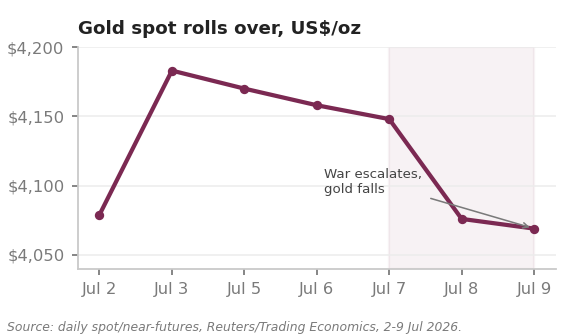 Gold spot rolls over, US$/oz
$4,200
$4,150
$4,100
$4,050
War escalates,
gold falls
Jul 2
Jul 3
Jul 5
Jul 6
Jul 7
Jul 8
Jul 9
Source: daily spot/near-futures, Reuters/Trading Economics, 2-9 Jul 2026.